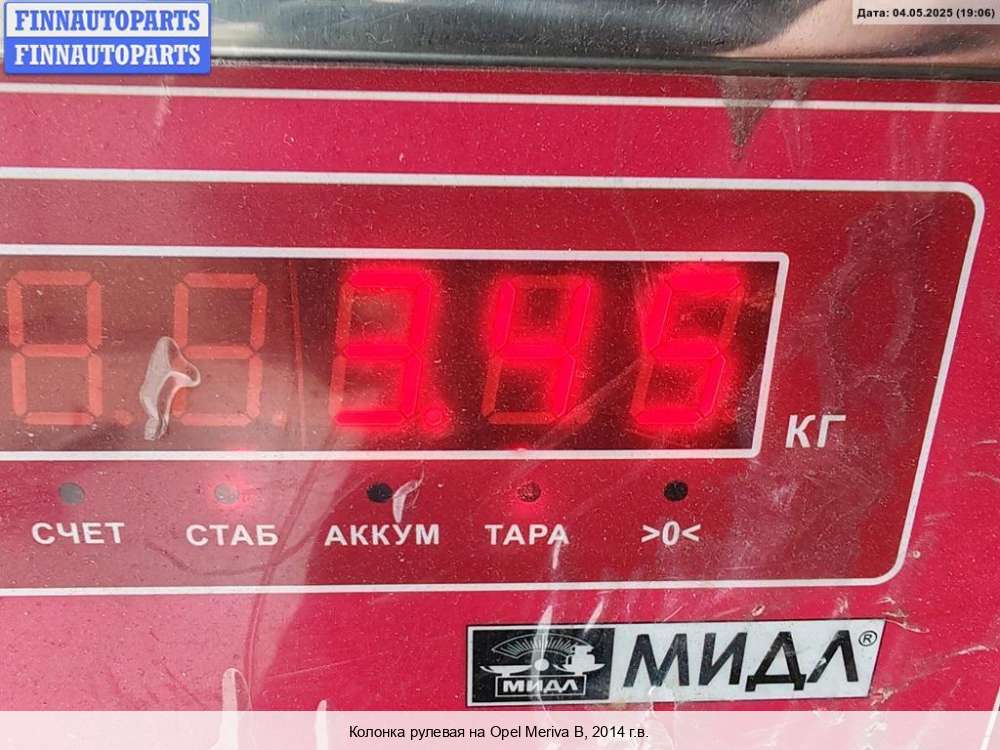 FINNAUTOPARTS
FINNAUTOPARTS
Дата: 04.05.2025 (19:06)
3.45
КГ
СЧЕТ СТАБ АККУМ ТАРА >0<
МИДЛ МИДЛ®
Колонка рулевая на Opel Meriva B, 2014 г.в.